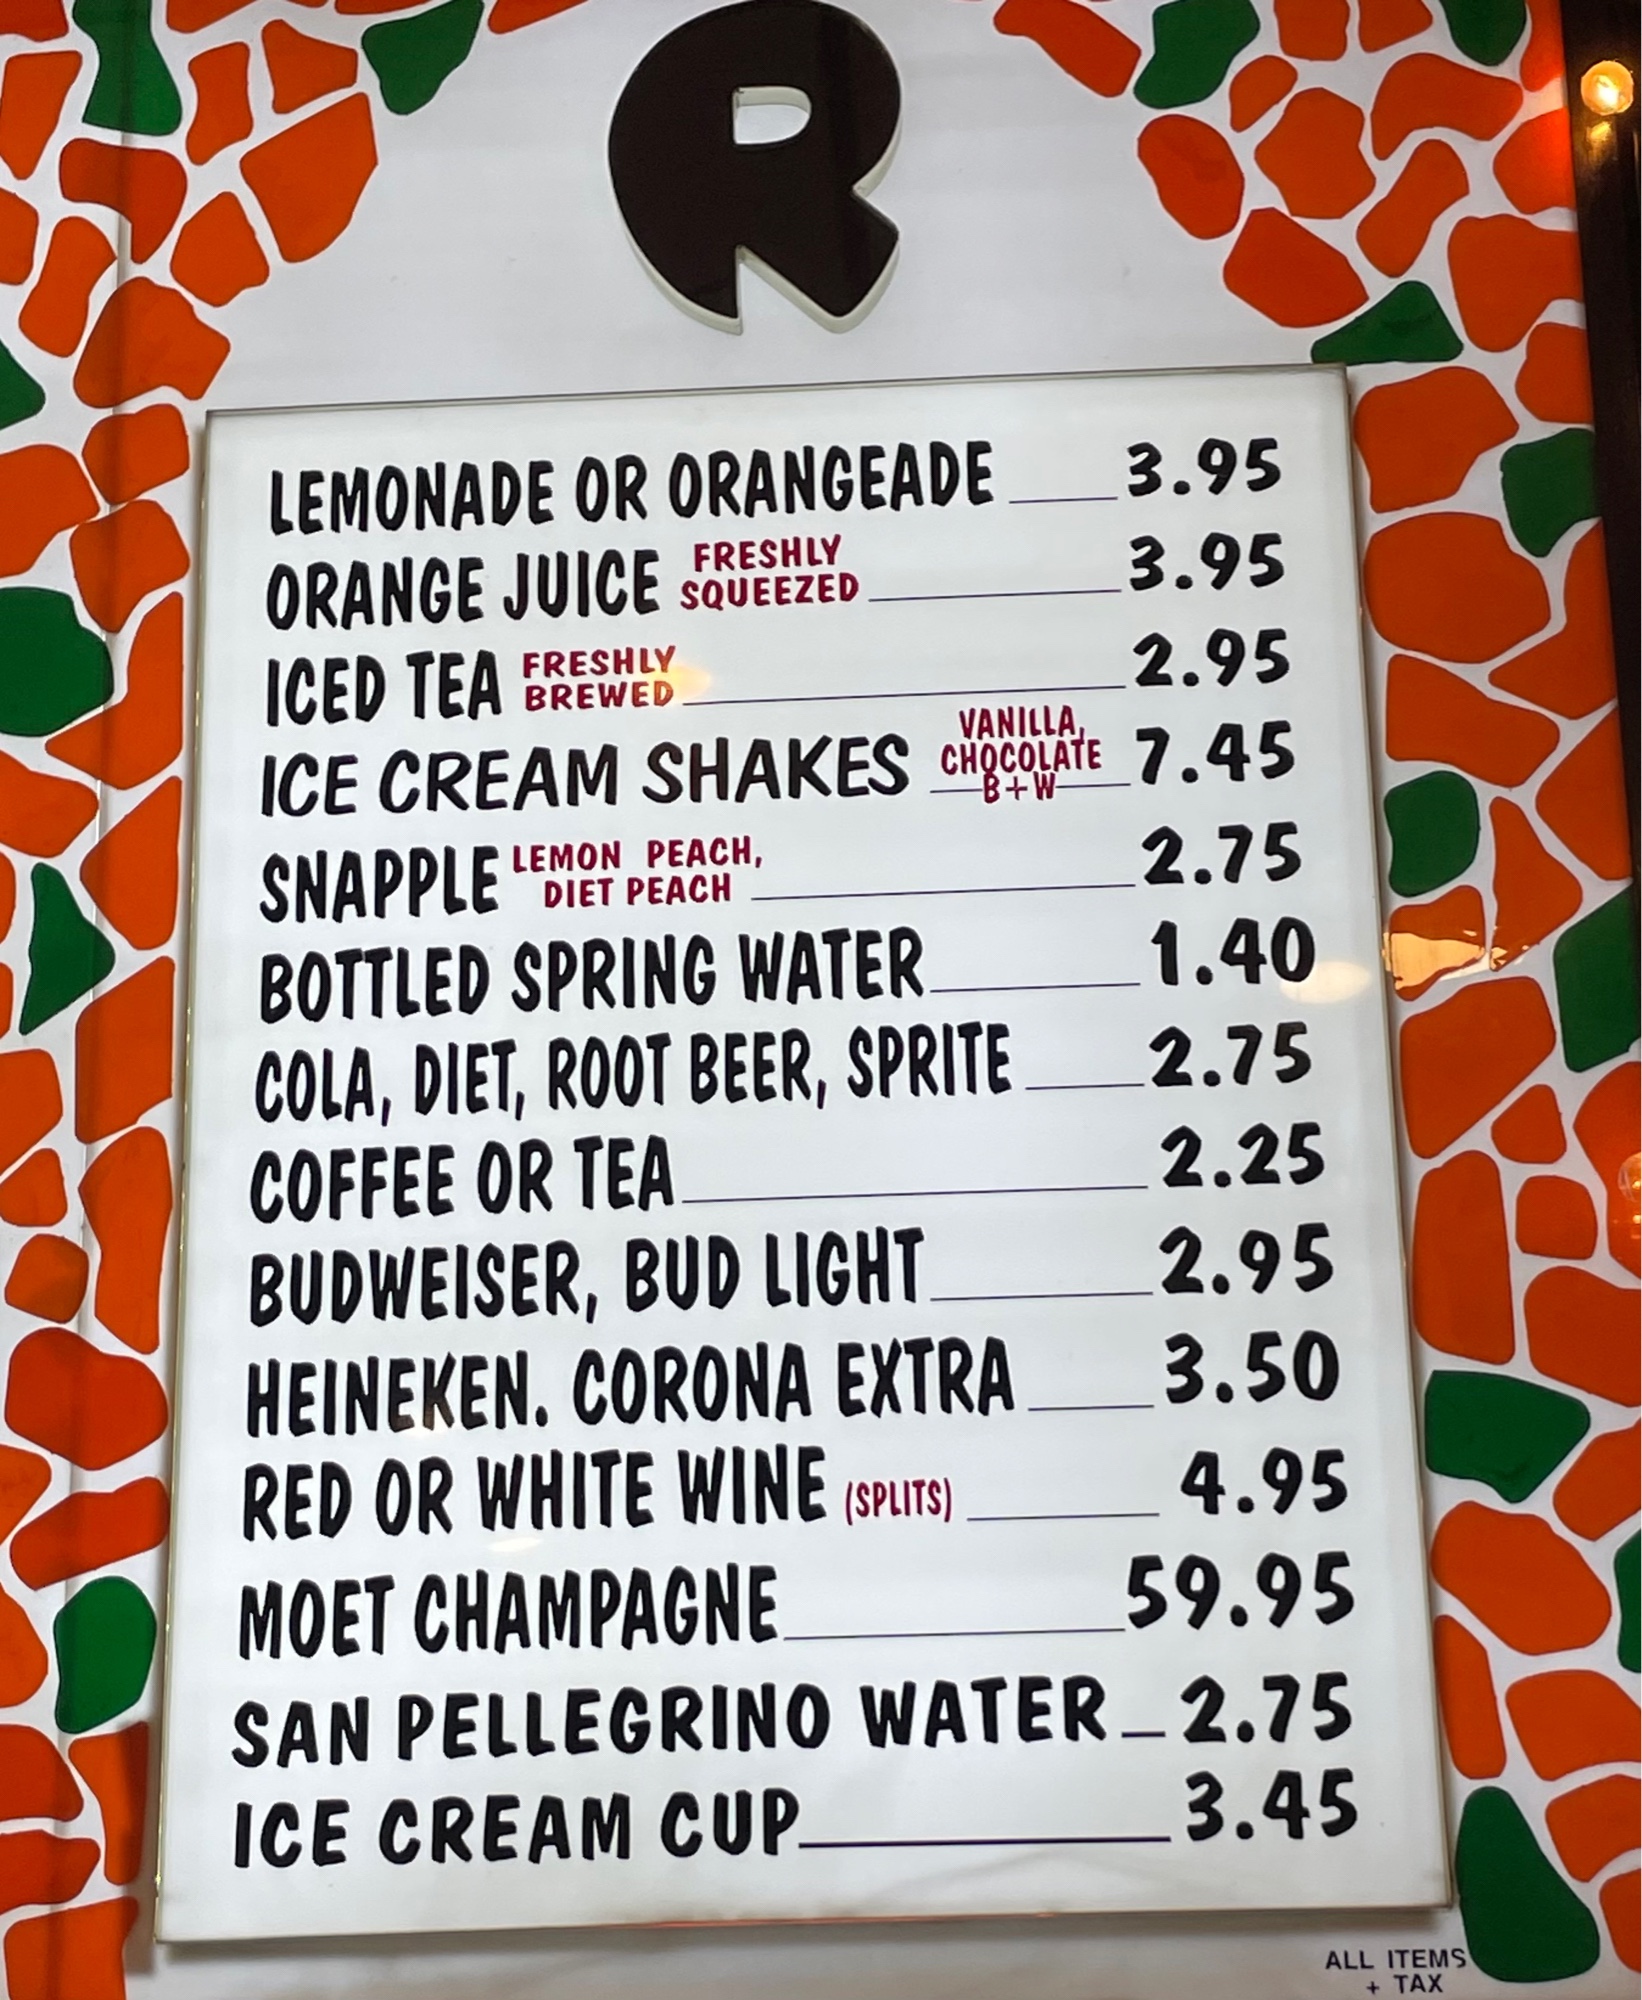 R
LEMONADE OR ORANGEADE 3.95
ORANGE JUICE FRESHLY SQUEEZED 3.95
ICED TEA FRESHLY BREWED 2.95
ICE CREAM SHAKES VANILLA, CHOCOLATE B+W 7.45
SNAPPLE LEMON PEACH, DIET PEACH 2.75
BOTTLED SPRING WATER 1.40
COLA, DIET, ROOT BEER, SPRITE 2.75
COFFEE OR TEA 2.25
BUDWEISER, BUD LIGHT 2.95
HEINEKEN. CORONA EXTRA 3.50
RED OR WHITE WINE (SPLITS) 4.95
MOET CHAMPAGNE 59.95
SAN PELLEGRINO WATER 2.75
ICE CREAM CUP 3.45
ALL ITEMS
+ TAX